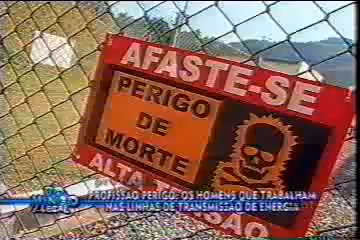 AFASTE-SE
PERIGO
DE
MORTE
ALTA
PROFISSÃO PERIGO: OS HOMENS QUE TRABALHAM
NAS LINHAS DE TRANSMISSÃO DE ENERGIA